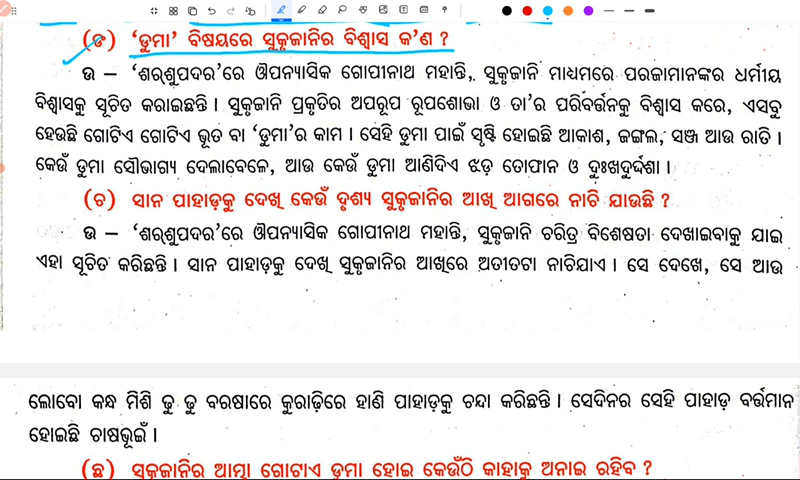 (ଙ) ‘ଡୁମା’ ବିଷୟରେ ସୁକୃଜାନିର ବିଶ୍ୱାସ କ’ଣ ?
ଉ – ‘ଶରଶୁପଦର’ରେ ଔପନ୍ୟାସିକ ଗୋପୀନାଥ ମହାନ୍ତି, ସୁକୃଜାନି ମାଧ୍ୟମରେ ପରଜାମାନଙ୍କର ଧର୍ମୀୟ
ବିଶ୍ୱାସକୁ ସୂଚିତ କରାଇଛନ୍ତି । ସୁକୃଜାନି ପ୍ରକୃତିର ଅପରୂପ ରୂପଶୋଭା ଓ ତା’ର ପରିବର୍ତ୍ତନକୁ ବିଶ୍ୱାସ କରେ, ଏସବୁ
ହେଉଛି ଗୋଟିଏ ଗୋଟିଏ ଭୂତ ବା ‘ଡୁମା’ର କାମ । ସେହି ଡୁମା ପାଇଁ ସୃଷ୍ଟି ହୋଇଛି ଆକାଶ, ଜଙ୍ଗଲ, ସଞ୍ଜ ଆଉ ରାତି ।
କେଉଁ ଡୁମା ସୌଭାଗ୍ୟ ଦେଲାବେଳେ, ଆଉ କେଉଁ ଡୁମା ଆଣିଦିଏ ଝଡ଼ ତୋଫାନ ଓ ଦୁଃଖଦୁର୍ଦ୍ଦଶା ।
(ଚ) ସାନ ପାହାଡ଼କୁ ଦେଖି କେଉଁ ଦୃଶ୍ୟ ସୁକୃଜାନିର ଆଖି ଆଗରେ ନାଚି ଯାଉଛି ?
ଉ – ‘ଶରଶୁପଦର’ରେ ଔପନ୍ୟାସିକ ଗୋପୀନାଥ ମହାନ୍ତି, ସୁକୃଜାନି ଚରିତ୍ର ବିଶେଷତା ଦେଖାଇବାକୁ ଯାଇ
ଏହା ସୂଚିତ କରିଛନ୍ତି । ସାନ ପାହାଡ଼କୁ ଦେଖି ସୁକୃଜାନିର ଆଖିରେ ଅତୀତଟା ନାଚିଯାଏ । ସେ ଦେଖେ, ସେ ଆଉ
ଲୋବୋ କନ୍ଧ ମିଶି ଢୁ ଢୁ ବରଷାରେ କୁରାଢ଼ିରେ ହାଣି ପାହାଡ଼କୁ ଚନ୍ଦା କରିଛନ୍ତି । ସେଦିନର ସେହି ପାହାଡ଼ ବର୍ତ୍ତମାନ
ହୋଇଛି ଚାଷଭୂଇଁ ।
(ଛ) ସୁକୃଜାନିର ଆତ୍ମା ଗୋଟାଏ ଡୁମା ହୋଇ କେଉଁଠି କାହାକୁ ଅନାଇ ରହିବ ?